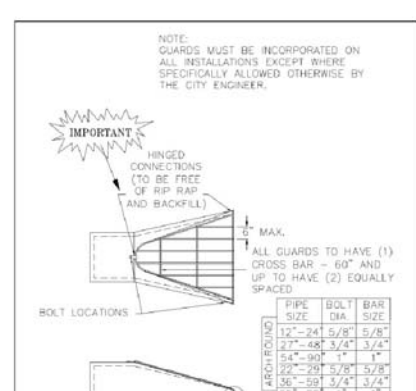 NOTE:
GUARDS MUST BE INCORPORATED ON
ALL INSTALLATIONS EXCEPT WHERE
SPECIFICALLY ALLOWED OTHERWISE BY
THE CITY ENGINEER.
IMPORTANT
HINGED
CONNECTIONS
(TO BE FREE
OF RIP RAP
AND BACKFILL)
6" MAX.
ALL GUARDS TO HAVE (1)
CROSS BAR - 60" AND
UP TO HAVE (2) EQUALLY
SPACED
BOLT LOCATIONS
PIPE SIZE BOLT DIA. BAR SIZE
ROUND
12"-24" 5/8" 5/8"
27"-48" 3/4" 3/4"
54"-90" 1" 1"
ARCH
22"-29" 5/8" 5/8"
36"-59" 3/4" 3/4"